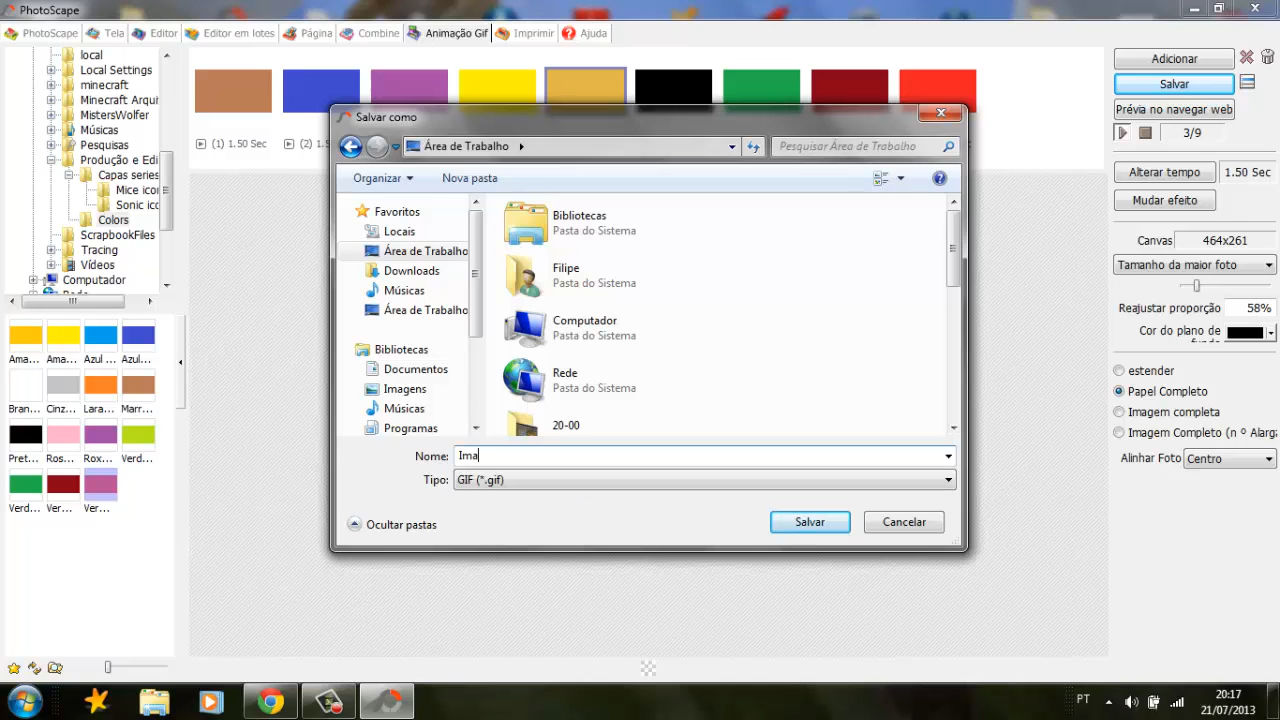 PhotoScape
PhotoScape Tela Editor Editor em lotes Página Combine Animação Gif Imprimir Ajuda
local
Local Settings
minecraft
Minecraft Arqui
MistersWolfer
Músicas
Pesquisas
Produção e Edi
Capas series
Mice icon
Sonic ico
Colors
ScrapbookFiles
Tracing
Vídeos
Computador
Ama... Ama... Azul ... Azul...
Bran... Cinz... Lara... Marr...
Pret... Ros... Rox... Verd...
Verd... Ver... Ver...
(1) 1.50 Sec (2) 1.5
Salvar como
Área de Trabalho
Pesquisar Área de Trabalho
Organizar Nova pasta
Favoritos
Locais
Área de Trabalho
Downloads
Músicas
Área de Trabalho
Bibliotecas
Documentos
Imagens
Músicas
Programas
Bibliotecas
Pasta do Sistema
Filipe
Pasta do Sistema
Computador
Pasta do Sistema
Rede
Pasta do Sistema
20-00
Nome: Ima
Tipo: GIF (*.gif)
Ocultar pastas
Salvar Cancelar
Adicionar
Salvar
Prévia no navegar web
3/9
Alterar tempo 1.50 Sec
Mudar efeito
Canvas 464x261
Tamanho da maior foto
Reajustar proporção 58%
Cor do plano de
estender
Papel Completo
Imagem completa
Imagem Completo (n º Alarga
Alinhar Foto Centro
PT
20:17
21/07/2013